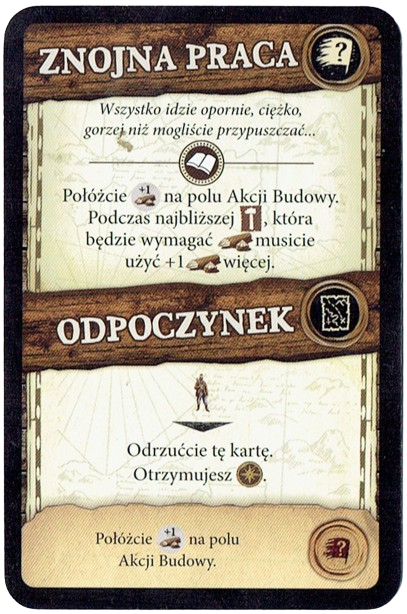 ZNOJNA PRACA
?
Wszystko idzie opornie, ciężko,
gorzej niż mogliście przypuszczać...
Połóżcie +1 na polu Akcji Budowy.
Podczas najbliższej , która
będzie wymagać musicie
użyć +1 więcej.
ODPOCZYNEK
Odrzućcie tę kartę.
Otrzymujesz .
Połóżcie +1 na polu
Akcji Budowy.
?